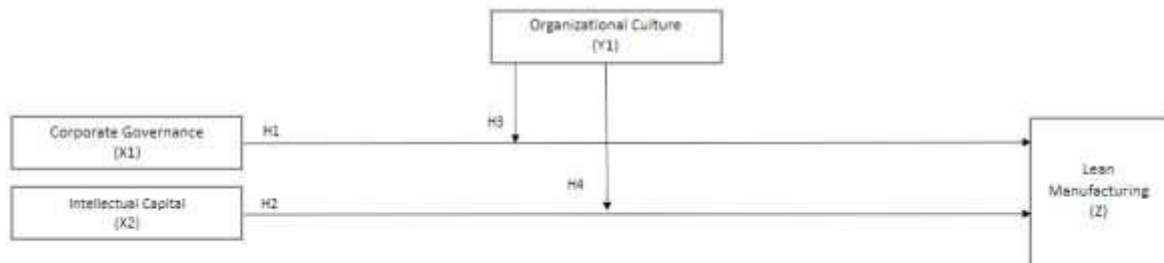 Organizational Culture
(Y1)
H3
Corporate Governance
(X1)
H1
Lean
Manufacturing
(Z)
H4
Intellectual Capital
(X2)
H2